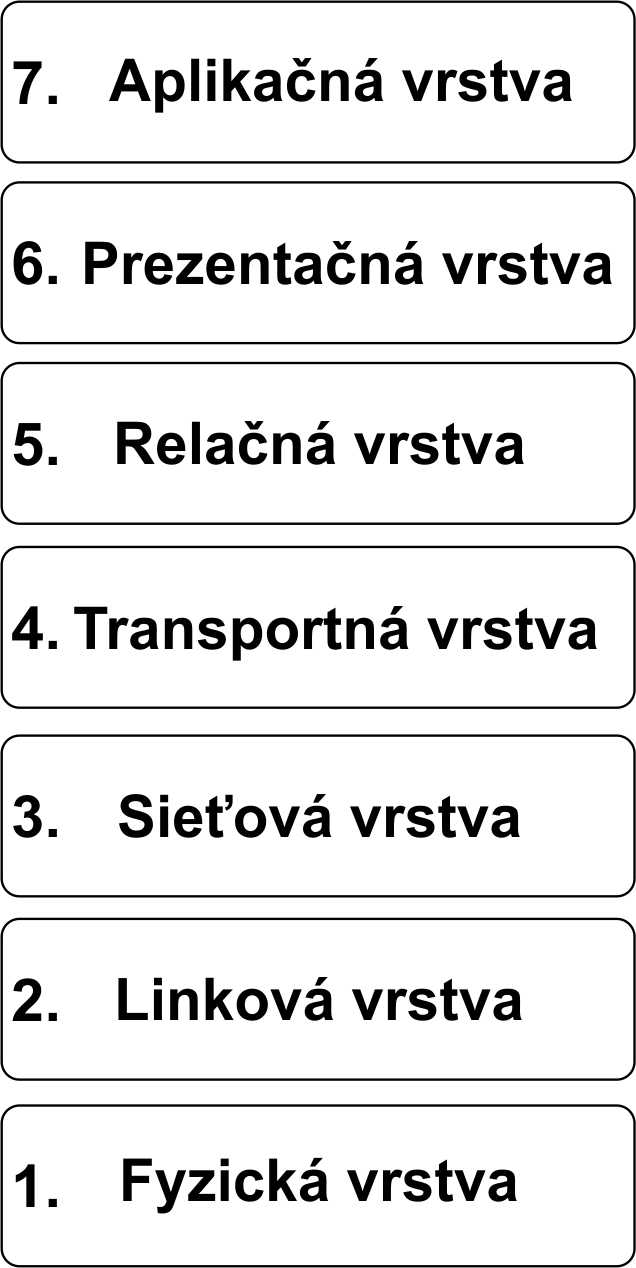 7. Aplikačná vrstva
6. Prezentačná vrstva
5. Relačná vrstva
4. Transportná vrstva
3. Sieťová vrstva
2. Linková vrstva
1. Fyzická vrstva